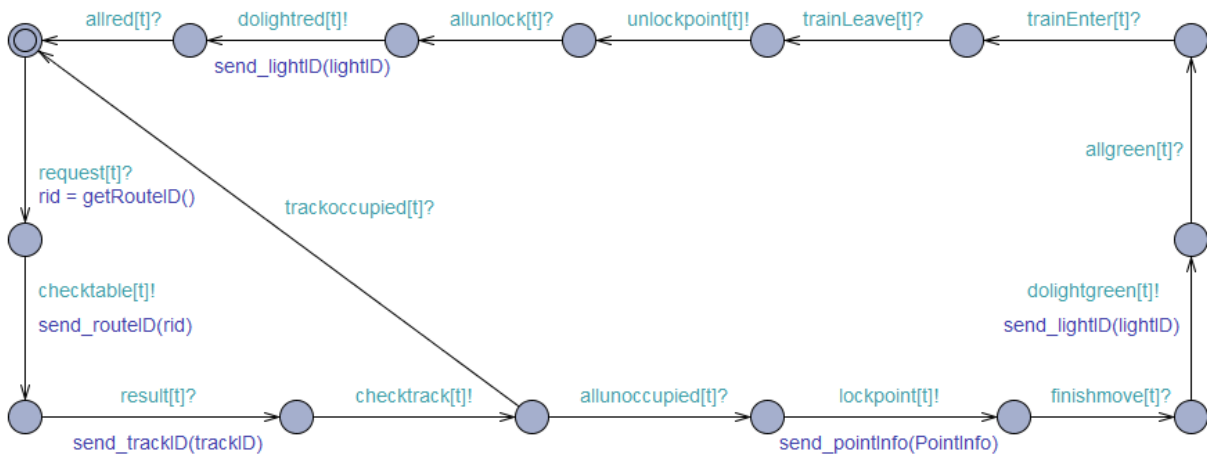 allred[t]?
dolightred[t]!
allunlock[t]?
unlockpoint[t]!
trainLeave[t]?
trainEnter[t]?
send_lightID(lightID)
allgreen[t]?
request[t]?
rid = getRouteID()
trackoccupied[t]?
checktable[t]!
send_routeID(rid)
dolightgreen[t]!
send_lightID(lightID)
result[t]?
checktrack[t]!
allunoccupied[t]?
lockpoint[t]!
finishmove[t]?
send_trackID(trackID)
send_pointInfo(PointInfo)